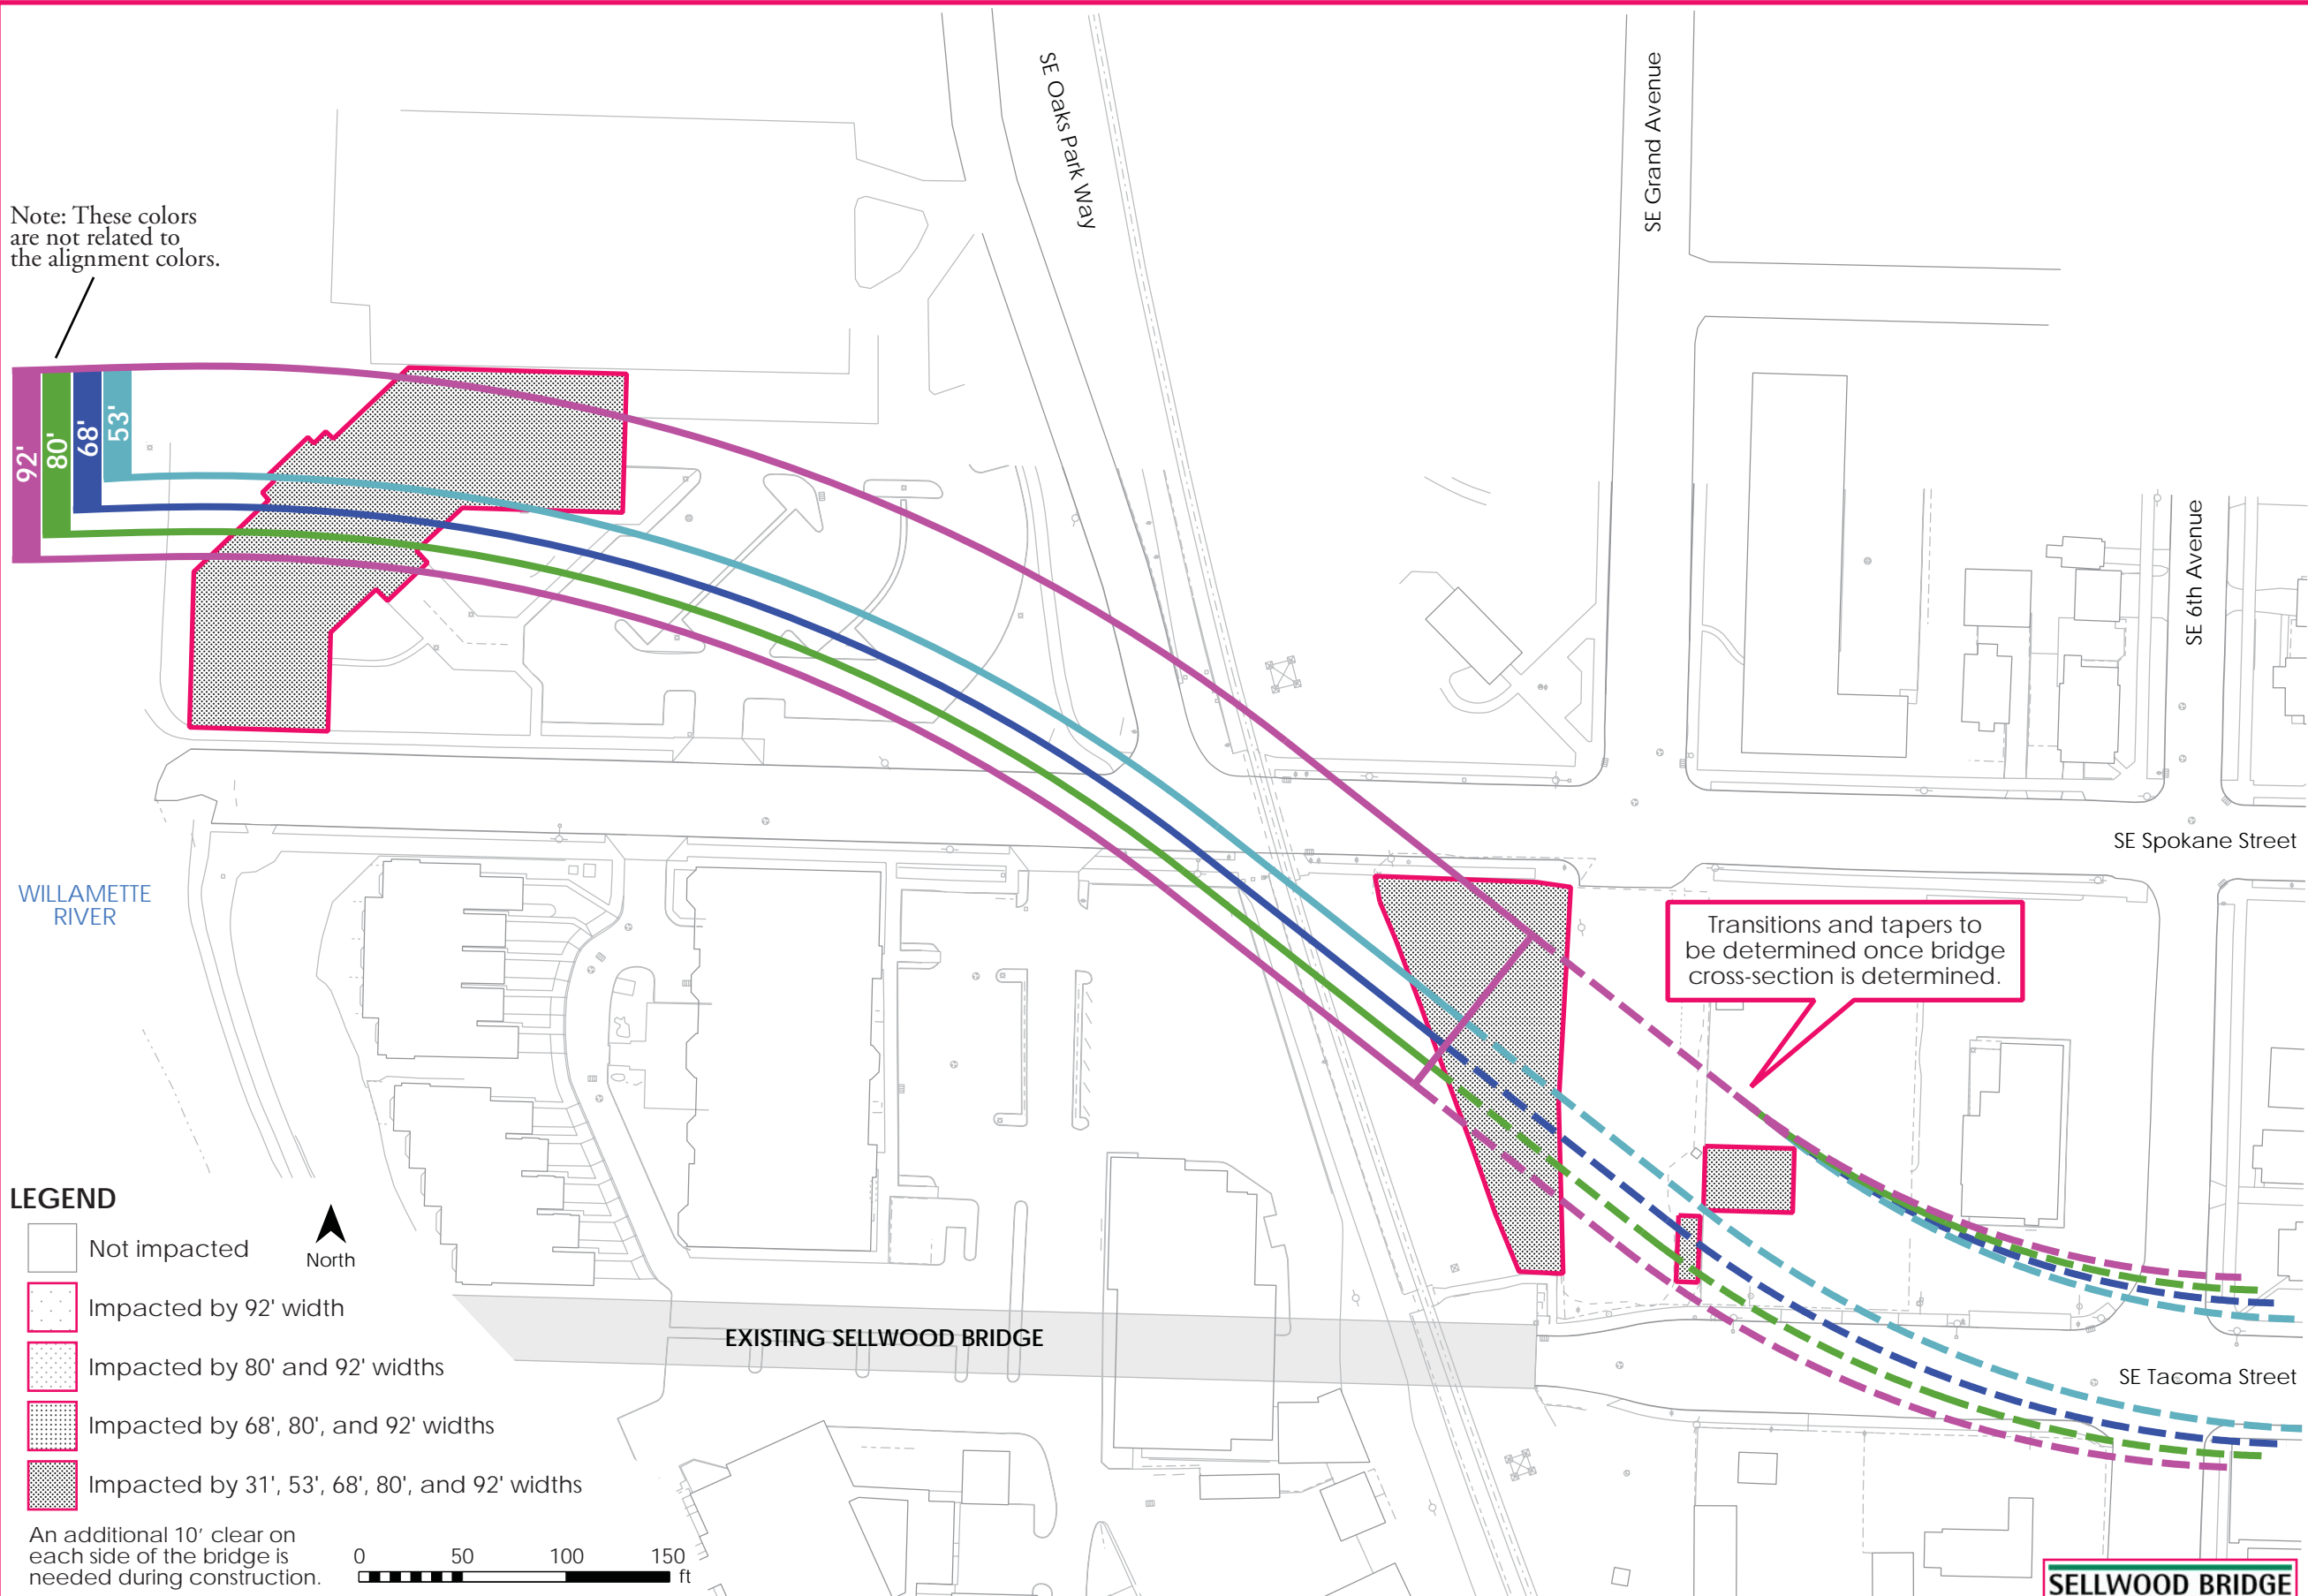 SE Oaks Park Way
SE Grand Avenue
Note: These colors
are not related to
the alignment colors.
92'
80'
68'
53'
SE 6th Avenue
SE Spokane Street
WILLAMETTE
RIVER
Transitions and tapers to
be determined once bridge
cross-section is determined.
EXISTING SELLWOOD BRIDGE
SE Tacoma Street
LEGEND
Not impacted
North
Impacted by 92' width
Impacted by 80' and 92' widths
Impacted by 68', 80', and 92' widths
Impacted by 31', 53', 68', 80', and 92' widths
An additional 10' clear on
each side of the bridge is
needed during construction.
0 50 100 150
ft
SELLWOOD BRIDGE